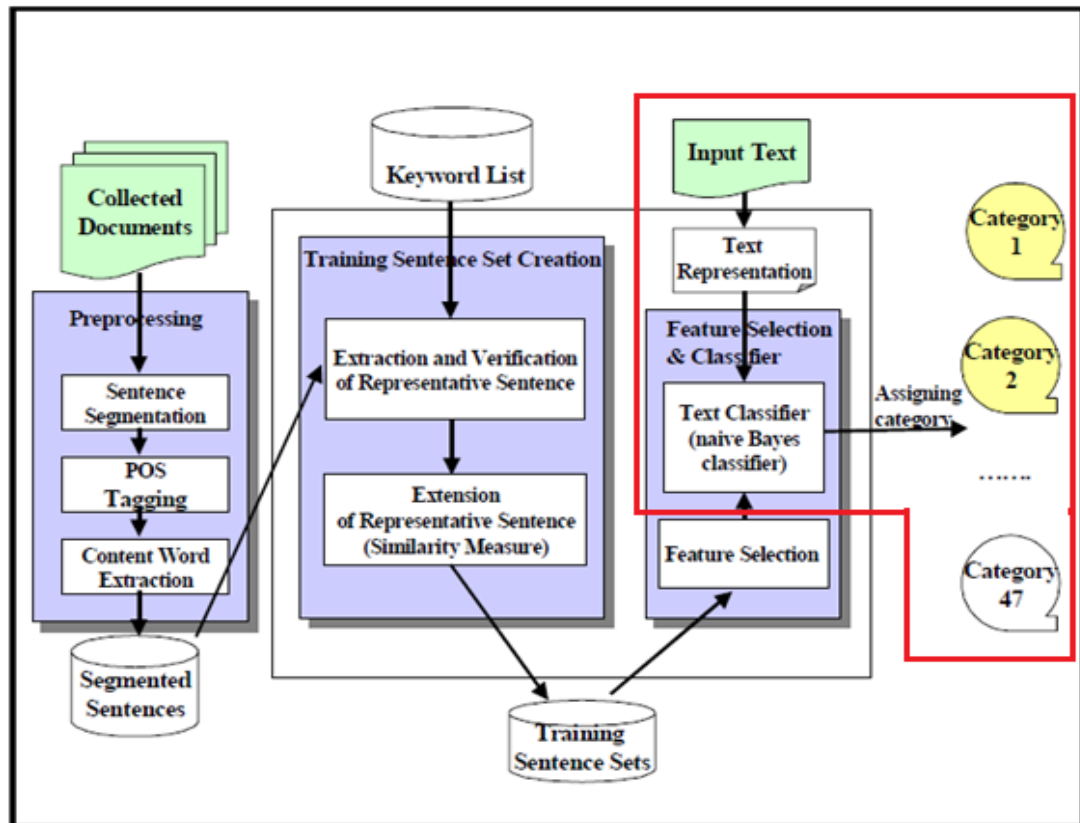 Collected
Documents
Preprocessing
Sentence
Segmentation
POS
Tagging
Content Word
Extraction
Segmented
Sentences
Keyword List
Training Sentence Set Creation
Extraction and Verification
of Representative Sentence
Extension
of Representative Sentence
(Similarity Measure)
Training
Sentence Sets
Input Text
Text
Representation
Feature Selection
& Classifier
Text Classifier
(naive Bayes
classifier)
Feature Selection
Assigning
category
Category
1
Category
2
.......
Category
47